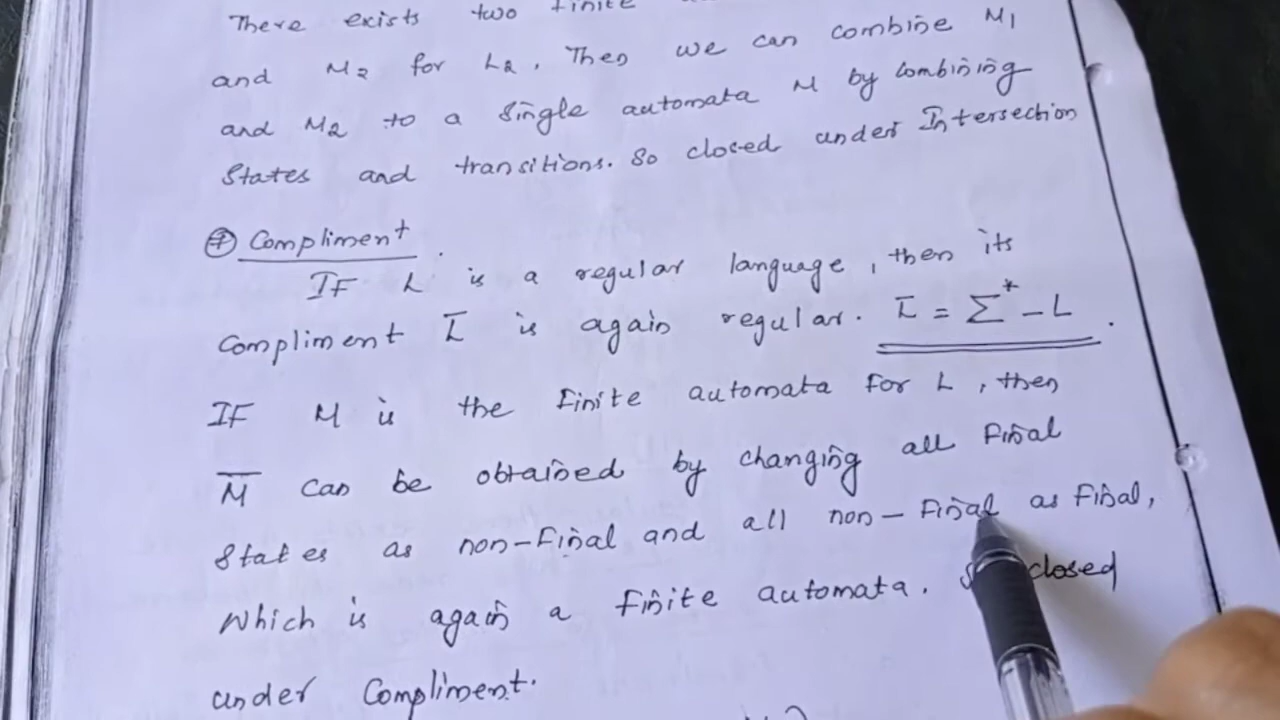 There exists two finite
and M2 for L2. Then we can combine M1
and M2 to a single automata M by combining
states and transitions. So closed under Intersection
⑦ Compliment
IF L is a regular language, then its
compliment L̅ is again regular. L̅ = Σ* - L.
IF M is the finite automata for L, then
M̅ can be obtained by changing all final
states as non-final and all non-final as final,
which is again a finite automata. closed
under compliment.